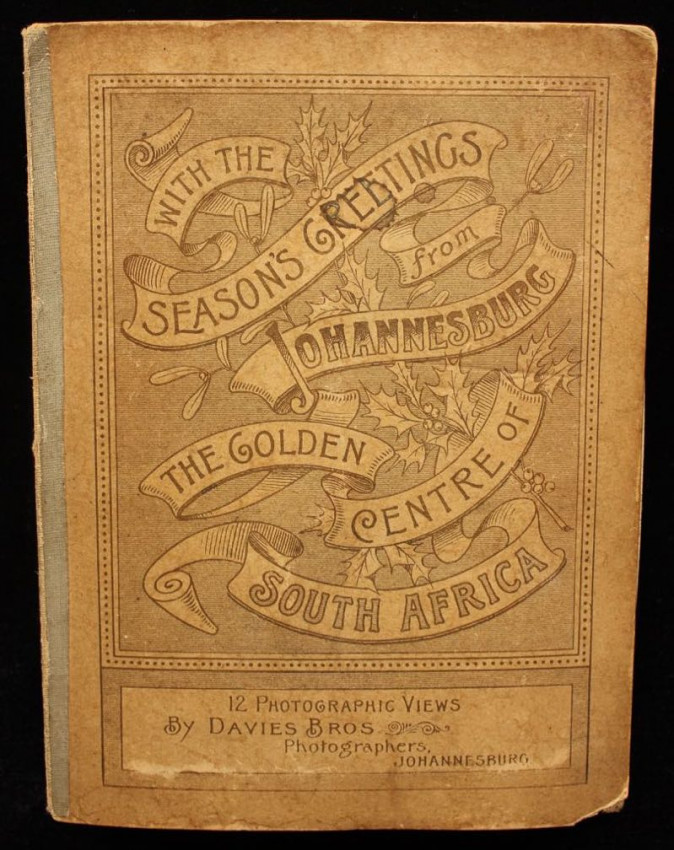 WITH THE
SEASON'S GREETINGS
from
JOHANNESBURG
THE GOLDEN
CENTRE OF
SOUTH AFRICA
12 PHOTOGRAPHIC VIEWS
By DAVIES BROS.
Photographers,
JOHANNESBURG